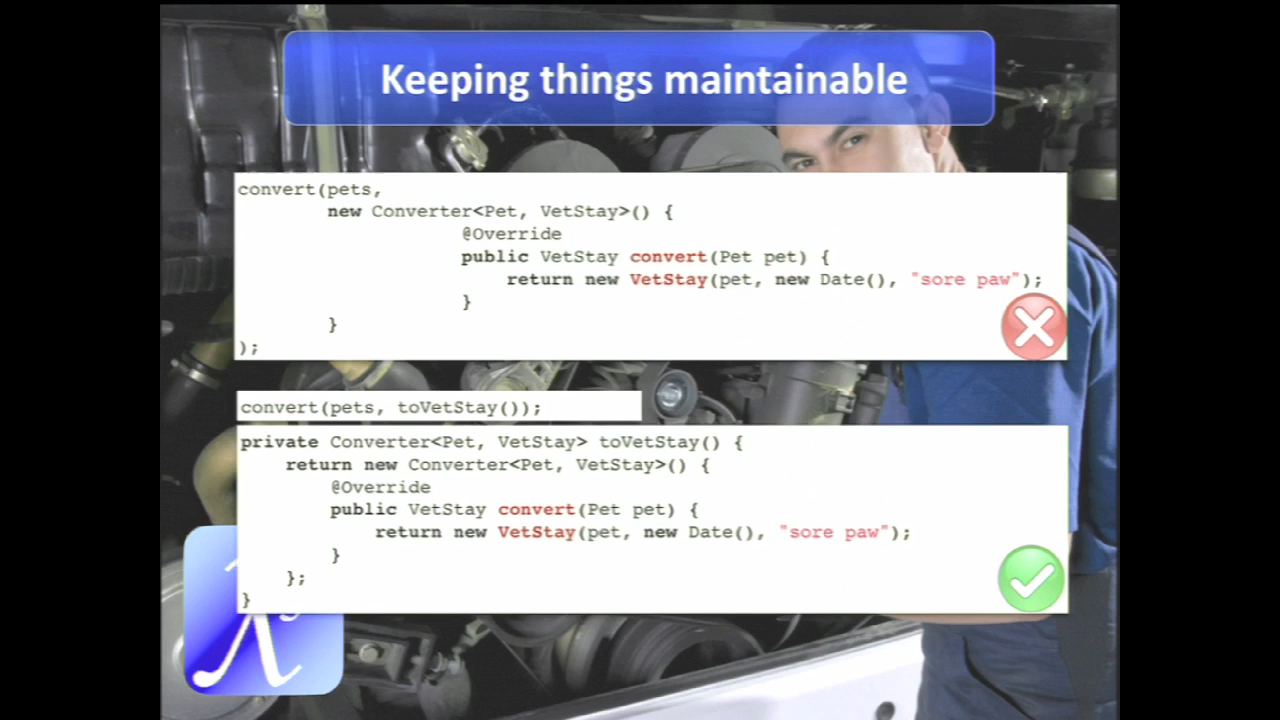 Keeping things maintainable
convert(pets,
new Converter<Pet, VetStay>() {
@Override
public VetStay convert(Pet pet) {
return new VetStay(pet, new Date(), "sore paw");
}
}
);
convert(pets, toVetStay());
private Converter<Pet, VetStay> toVetStay() {
return new Converter<Pet, VetStay>() {
@Override
public VetStay convert(Pet pet) {
return new VetStay(pet, new Date(), "sore paw");
}
};
}
λ